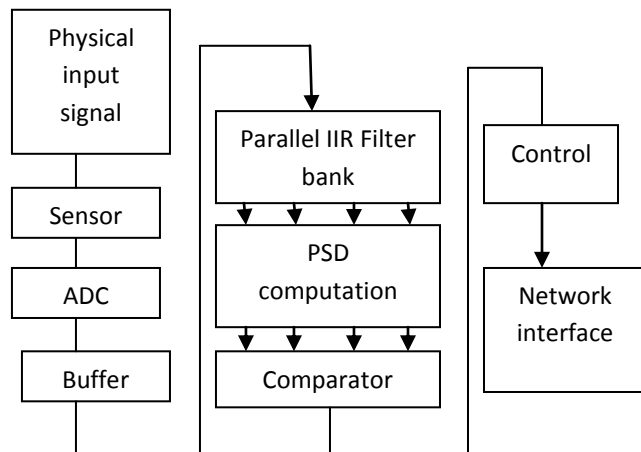 Physical
input
signal
Sensor
ADC
Buffer
Parallel IIR Filter
bank
PSD
computation
Comparator
Control
Network
interface